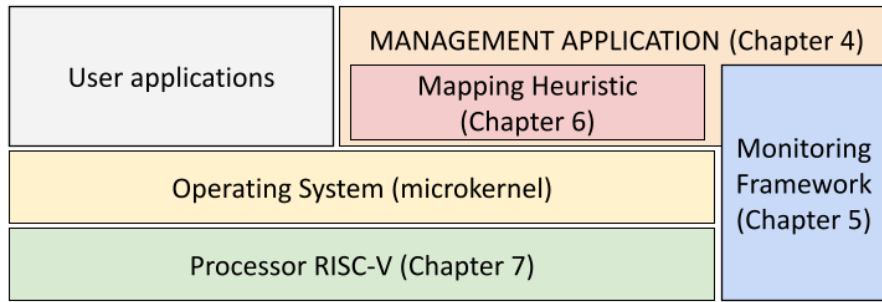 User applications
MANAGEMENT APPLICATION (Chapter 4)
Mapping Heuristic
(Chapter 6)
Monitoring
Framework
(Chapter 5)
Operating System (microkernel)
Processor RISC-V (Chapter 7)